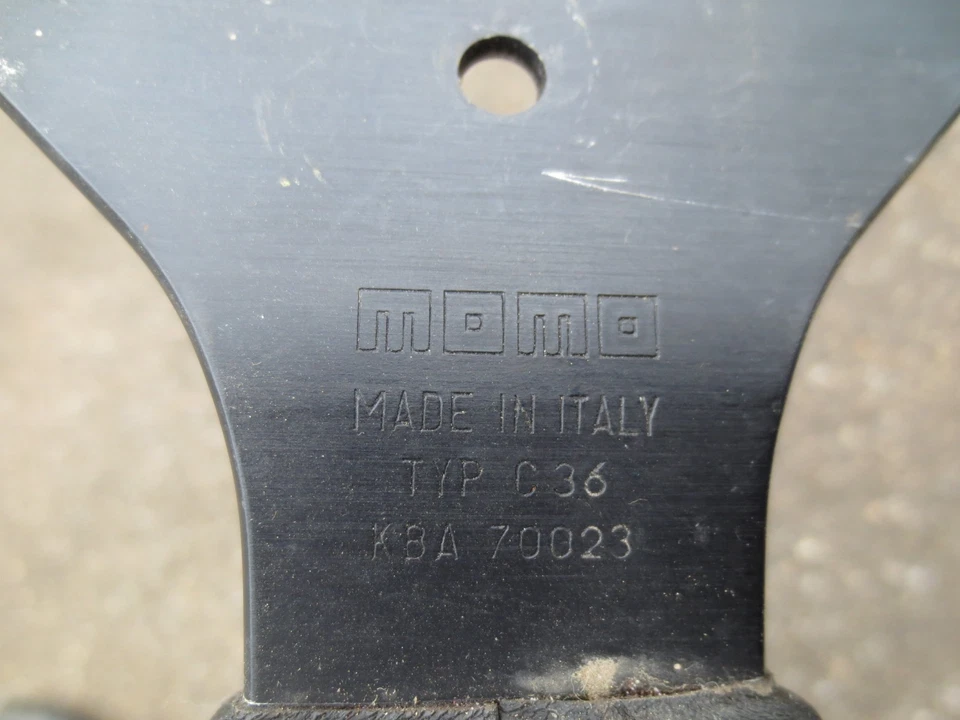 momo
MADE IN ITALY
TYP C36
KBA 70023